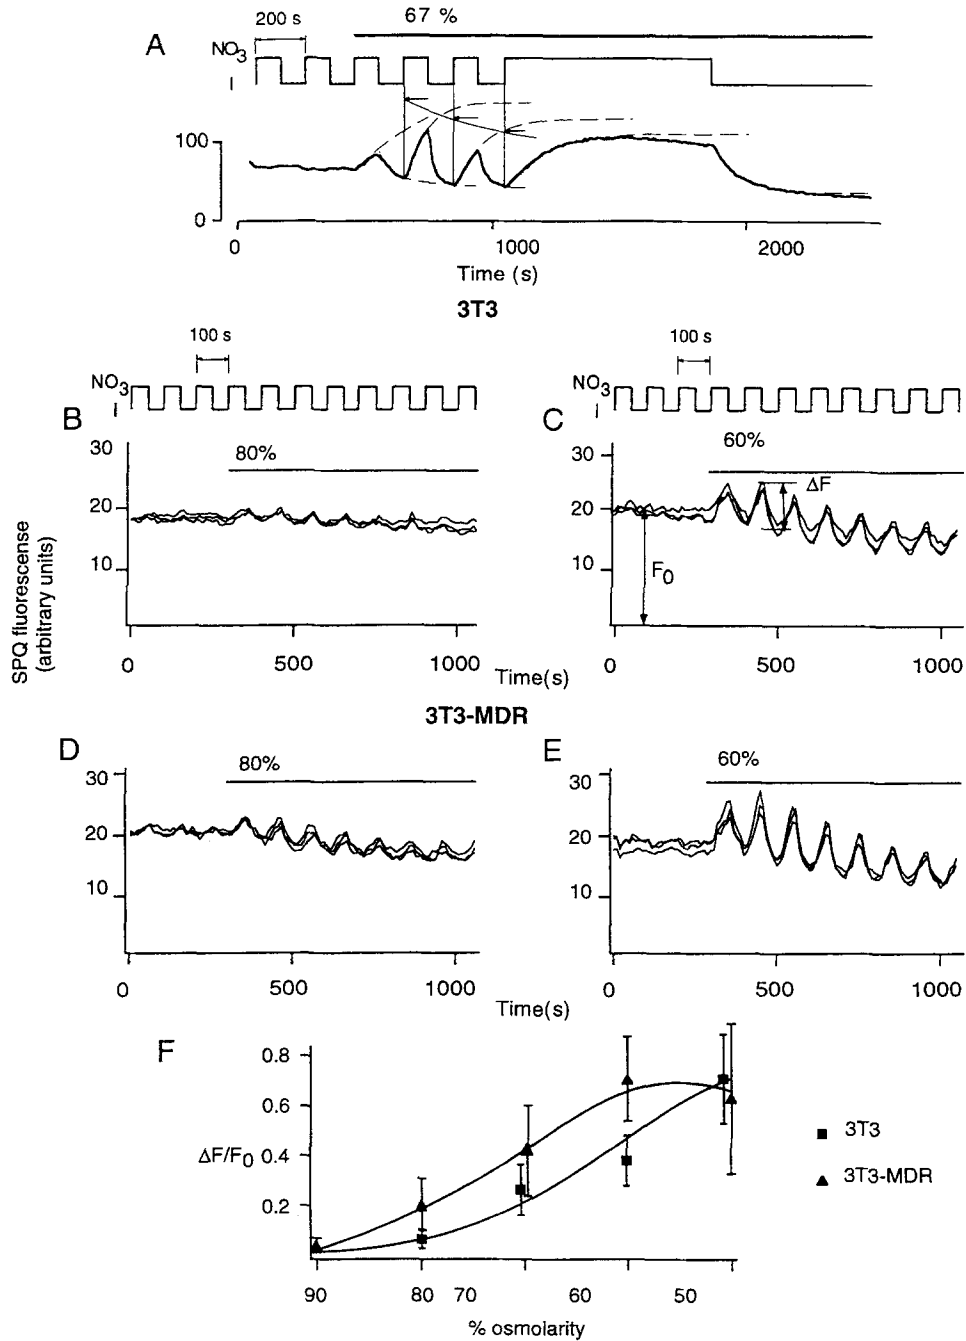 A
200 s
67 %
NO3
I
100
0
0 1000 2000
Time (s)
3T3
100 s
100 s
NO3
I
NO3
I
B
C
30
20
10
80%
30
20
10
60%
ΔF
F0
SPQ fluorescense
(arbitrary units)
0 500 1000
Time(s)
0 500 1000
3T3-MDR
D
E
30
20
10
80%
30
20
10
60%
0 500 1000
Time(s)
0 500 1000
F
0.8
0.6
ΔF/F0 0.4
0.2
3T3
3T3-MDR
90 80 70 60 50
% osmolarity